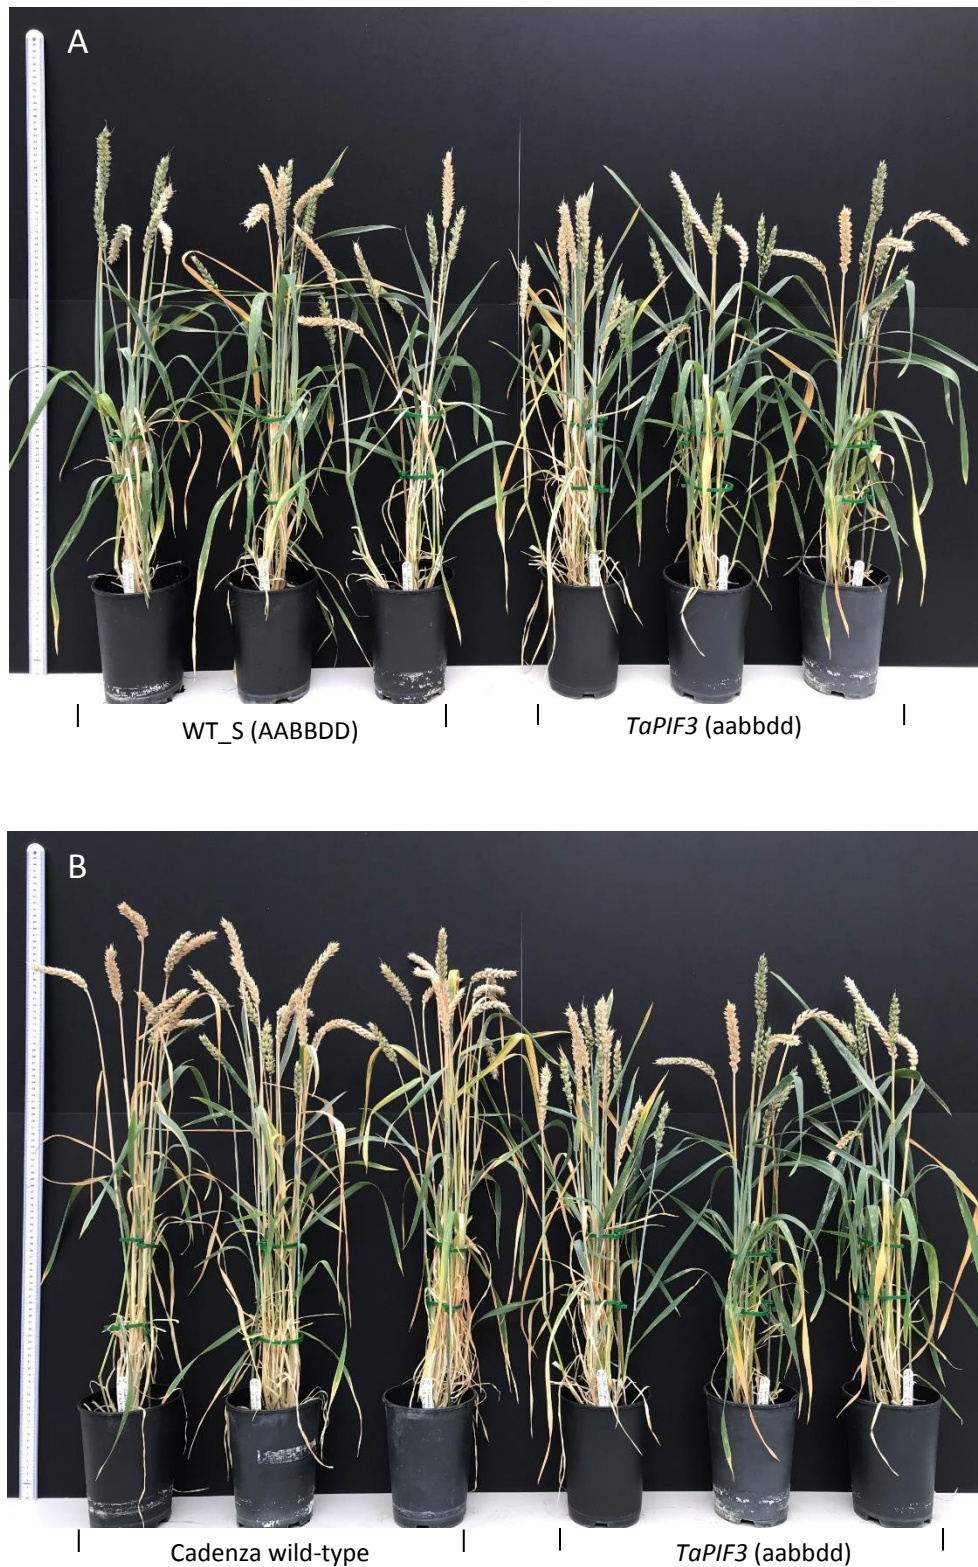 A
WT_S (AABBDD)
TaPIF3 (aabbdd)
B
Cadenza wild-type
TaPIF3 (aabbdd)